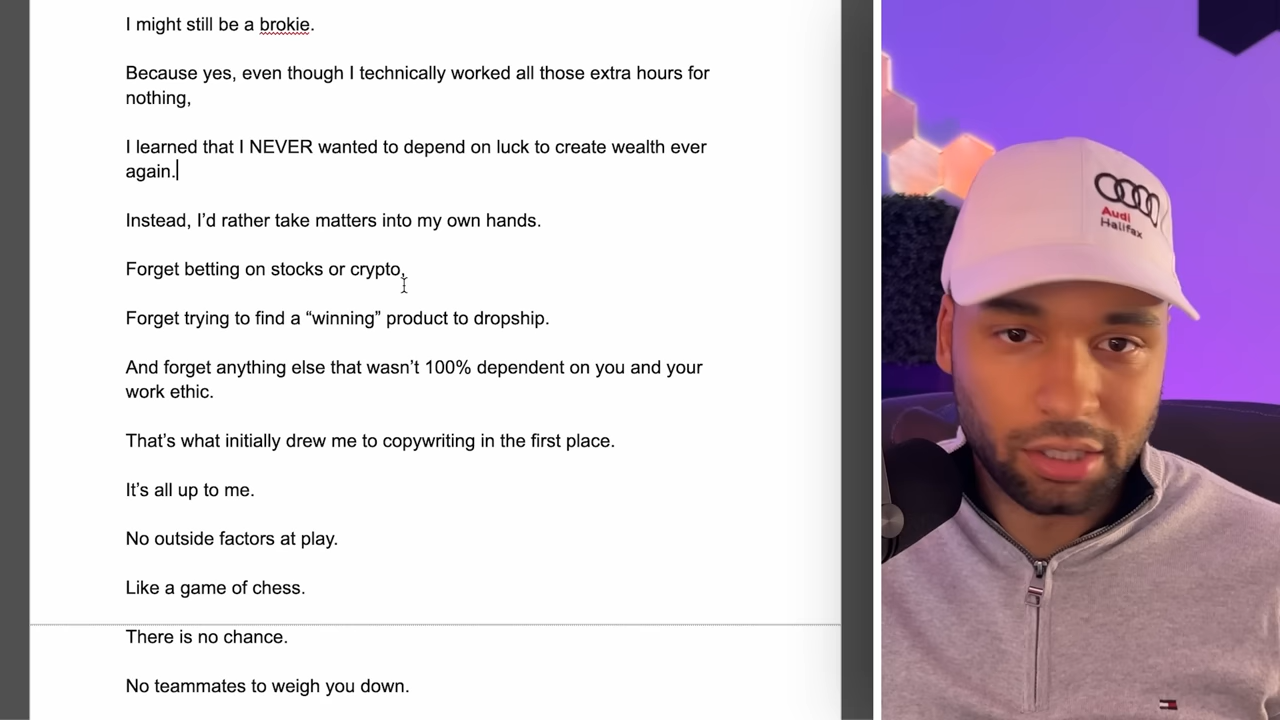 I might still be a brokie.
Because yes, even though I technically worked all those extra hours for
nothing,
I learned that I NEVER wanted to depend on luck to create wealth ever
again.
Instead, I’d rather take matters into my own hands.
Forget betting on stocks or crypto,
Forget trying to find a “winning” product to dropship.
And forget anything else that wasn’t 100% dependent on you and your
work ethic.
That’s what initially drew me to copywriting in the first place.
It’s all up to me.
No outside factors at play.
Like a game of chess.
There is no chance.
No teammates to weigh you down.
Audi
Halifax